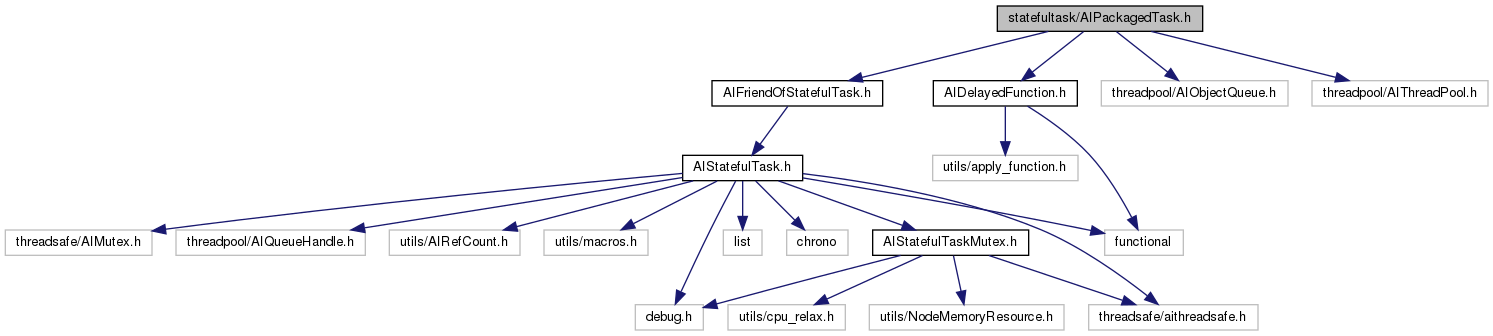 statefultask/AIPackagedTask.h
AIFriendOfStatefulTask.h
AIDelayedFunction.h
threadpool/AIObjectQueue.h
threadpool/AIThreadPool.h
AIStatefulTask.h
utils/apply_function.h
threadsafe/AIMutex.h
threadpool/AIQueueHandle.h
utils/AIRefCount.h
utils/macros.h
list
chrono
AIStatefulTaskMutex.h
functional
debug.h
utils/cpu_relax.h
utils/NodeMemoryResource.h
threadsafe/aithreadsafe.h